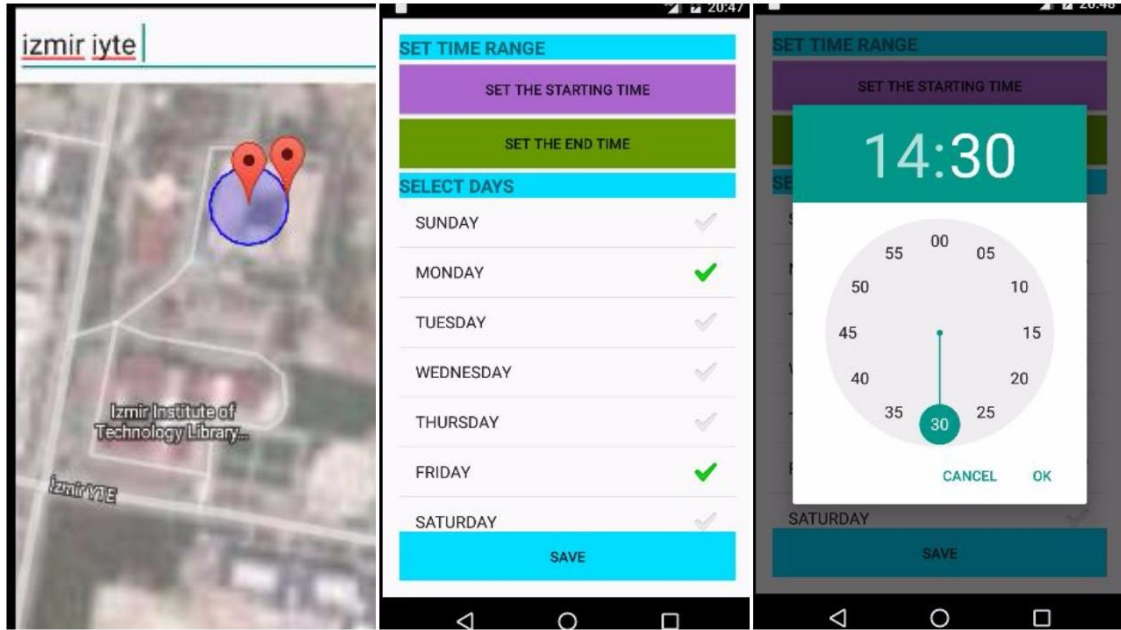 izmir iyte
Izmir Institute of
Technology Library...
İzmir YTE
20:47
SET TIME RANGE
SET THE STARTING TIME
SET THE END TIME
SELECT DAYS
SUNDAY
MONDAY
TUESDAY
WEDNESDAY
THURSDAY
FRIDAY
SATURDAY
SAVE
20:48
SET TIME RANGE
SET THE STARTING TIME
14:30
00
55
05
50
10
45
15
40
20
35
25
30
CANCEL
OK
SATURDAY
SAVE